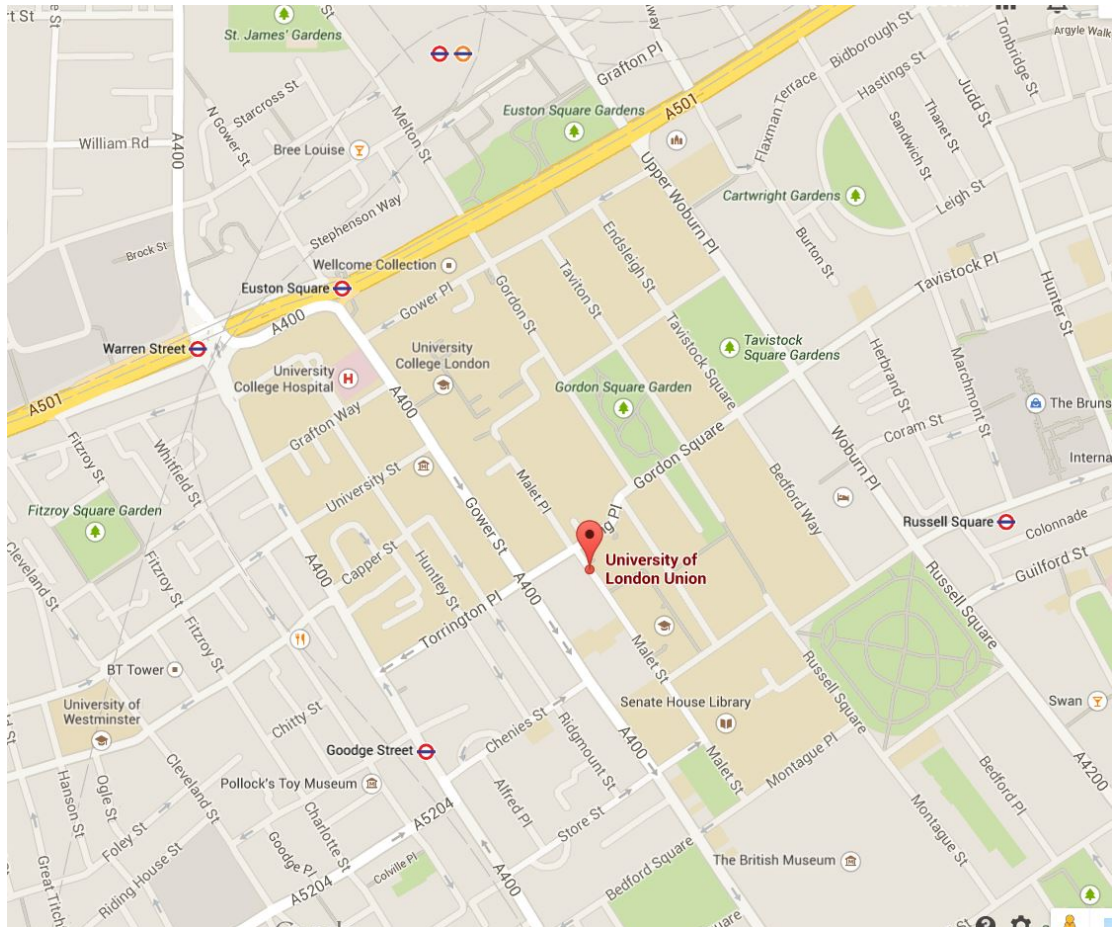 St. James' Gardens
Grafton Pl
Bidborough St
Tonbridge St
Argyle Walk
Hastings St
Judd St
Starcross St
N Gower St
Melton St
Euston Square Gardens
A501
Flaxman Terrace
Thanet St
Sandwich St
A400
William Rd
Bree Louise
Upper Woburn Pl
Cartwright Gardens
Leigh St
Stephenson Way
Brock St
Endsleigh St
Burton St
Wellcome Collection
Taviton St
Tavistock Pl
Euston Square
Gower Pl
Gordon St
Hunter St
A400
Warren Street
University
College London
Tavistock
Square Gardens
Tavistock Square
Herbrand St
Marchmont St
University
College Hospital
Gordon Square Garden
A501
A400
The Bruns
Grafton Way
Coram St
Fitzroy St
Whitfield St
Gordon Square
Woburn Pl
Interna
University St
Malet Pl
Bedford Way
Fitzroy Square Garden
Gower St
Russell Square
Colonnade
Cleveland St
Capper St
Huntley St
A400
University of
London Union
Guilford St
Fitzroy St
A400
Torrington Pl
Russell Square
BT Tower
Malet St
Russell Square
University of
Westminster
Chitty St
Senate House Library
Swan
Goodge Street
Chenies St
Ridgmount St
A400
Montague Pl
A4200
Hanson St
Ogle St
Cleveland St
Pollock's Toy Museum
Malet St
Bedford Pl
Alfred Pl
Store St
A5204
Montague St
Foley St
Charlotte St
Goodge Pl
Colville Pl
The British Museum
Great Titch
Riding House St
A5204
A400
Bedford Square